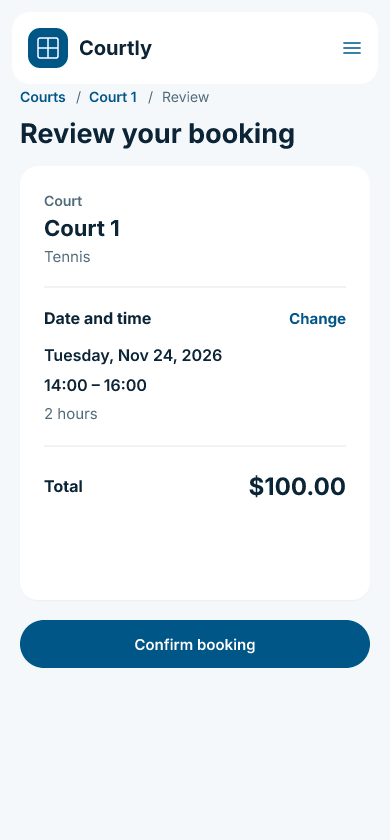 Courtly
Courts / Court 1 / Review
Review your booking
Court
Court 1
Tennis
Date and time Change
Tuesday, Nov 24, 2026
14:00 – 16:00
2 hours
Total $100.00
Confirm booking